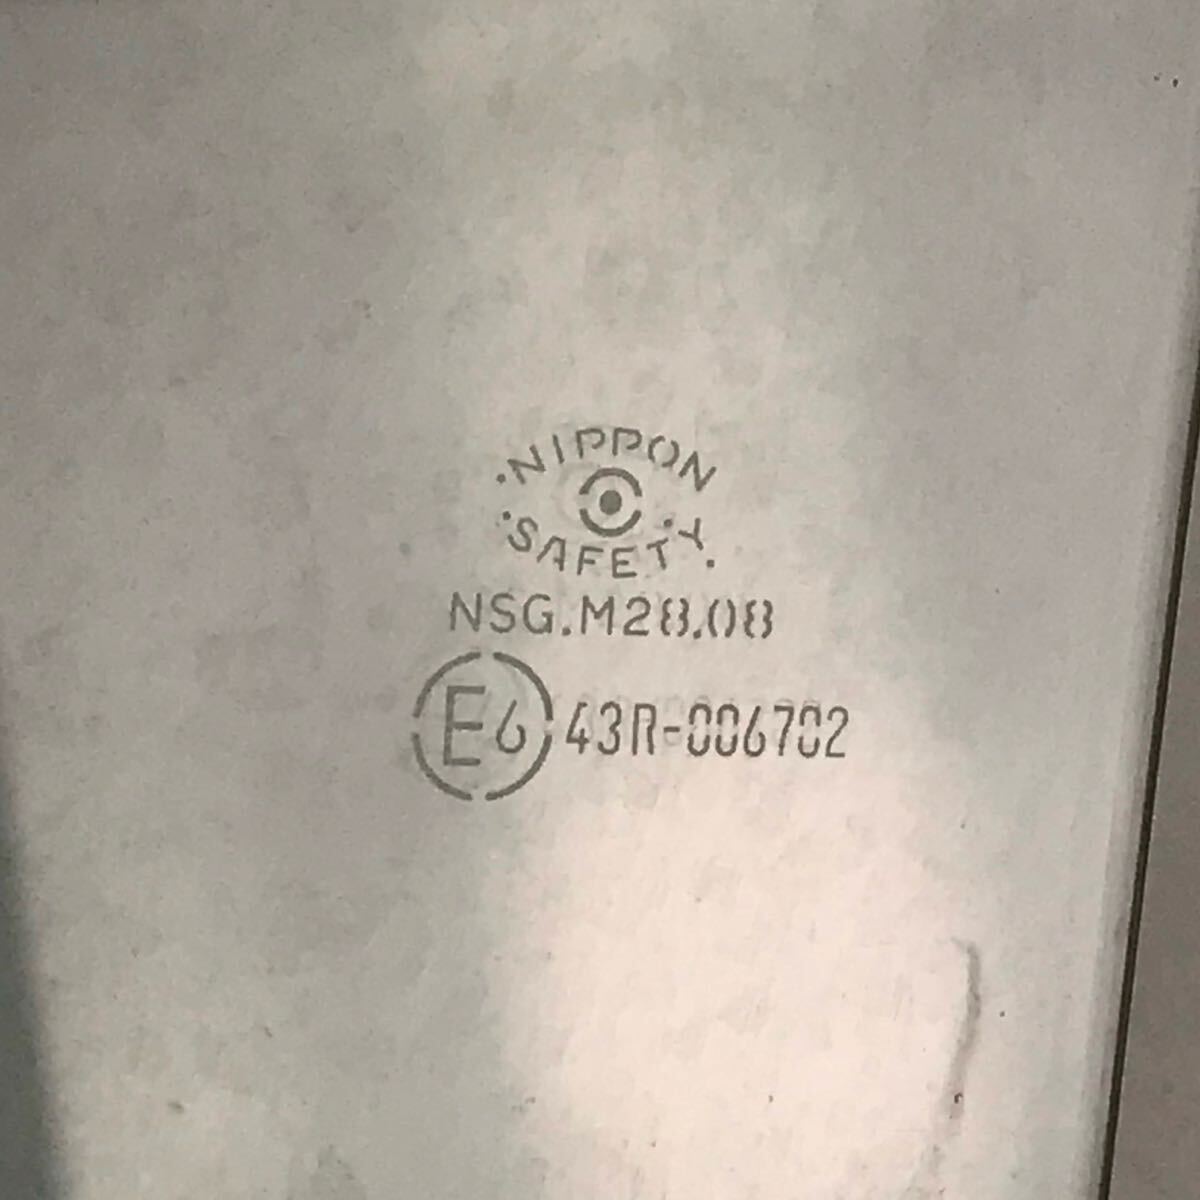 ·NIPPON
·SAFETY.
NSG.M28.08
E6 43R-006702